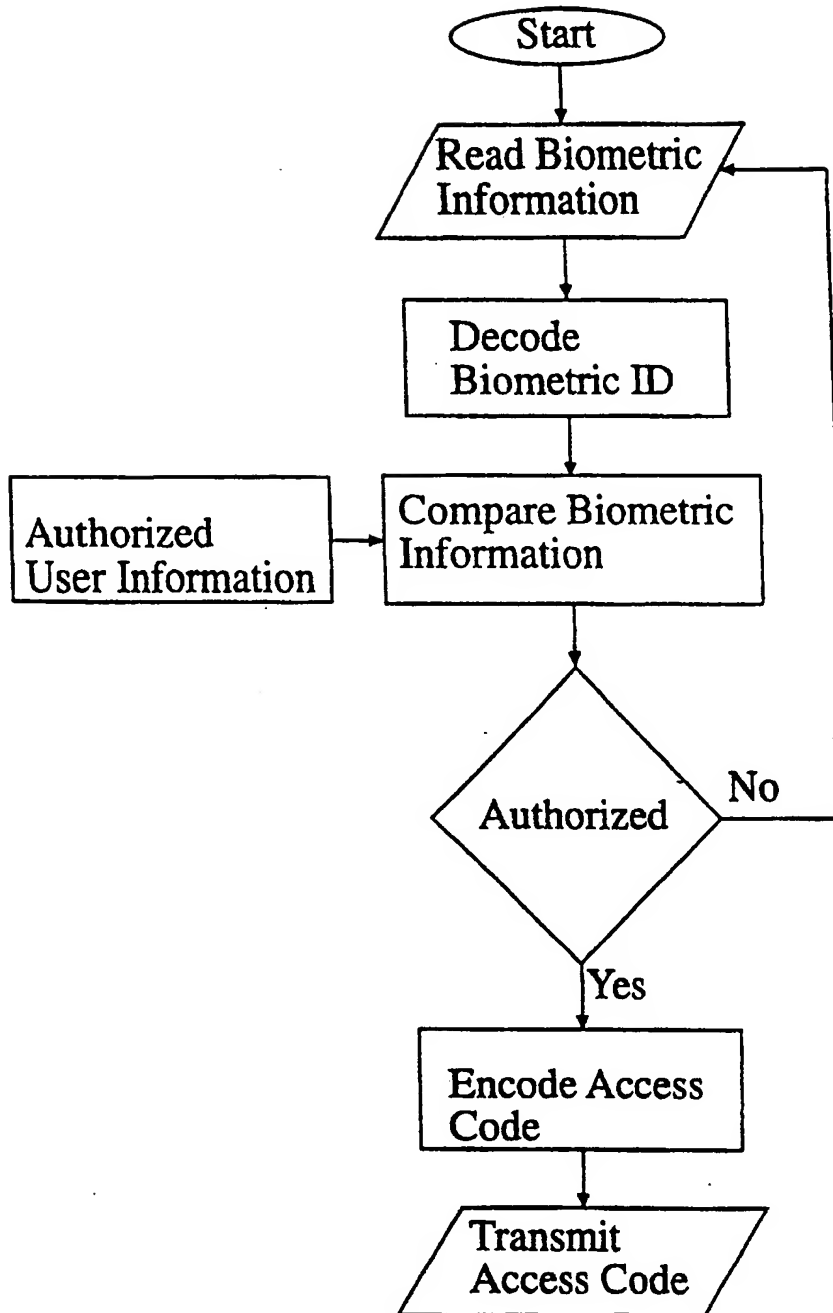 Start
Read Biometric
Information
Decode
Biometric ID
Authorized
User Information
Compare Biometric
Information
Authorized
No
Yes
Encode Access
Code
Transmit
Access Code